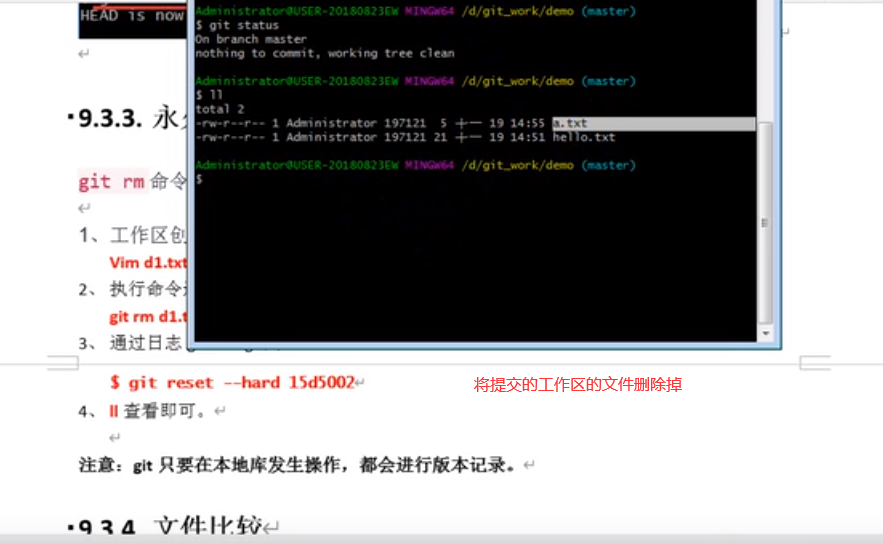 HEAD is now
Administrator@USER-20180823EW MINGW64 /d/git_work/demo (master)
$ git status
On branch master
nothing to commit, working tree clean
Administrator@USER-20180823EW MINGW64 /d/git_work/demo (master)
$ ll
total 2
-rw-r--r-- 1 Administrator 197121  5 十一 19 14:55 a.txt
-rw-r--r-- 1 Administrator 197121 21 十一 19 14:51 hello.txt
Administrator@USER-20180823EW MINGW64 /d/git_work/demo (master)
$
9.3.3. 永
git rm 命令
1、 工作区创
Vim d1.txt
2、 执行命令
git rm d1.t
3、 通过日志
$ git reset --hard 15d5002
将提交的工作区的文件删除掉
4、 ll 查看即可。
注意：git 只要在本地库发生操作，都会进行版本记录。
9.3.4. 文件比较